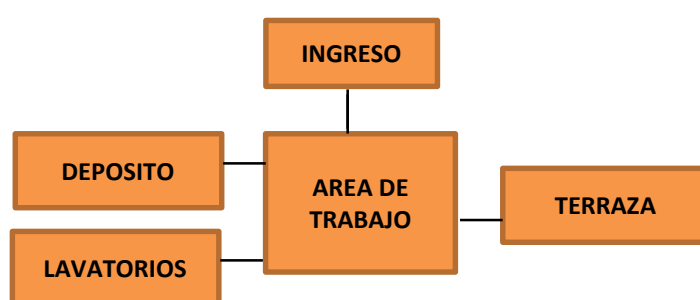 INGRESO
DEPOSITO
AREA DE
TRABAJO
TERRAZA
LAVATORIOS